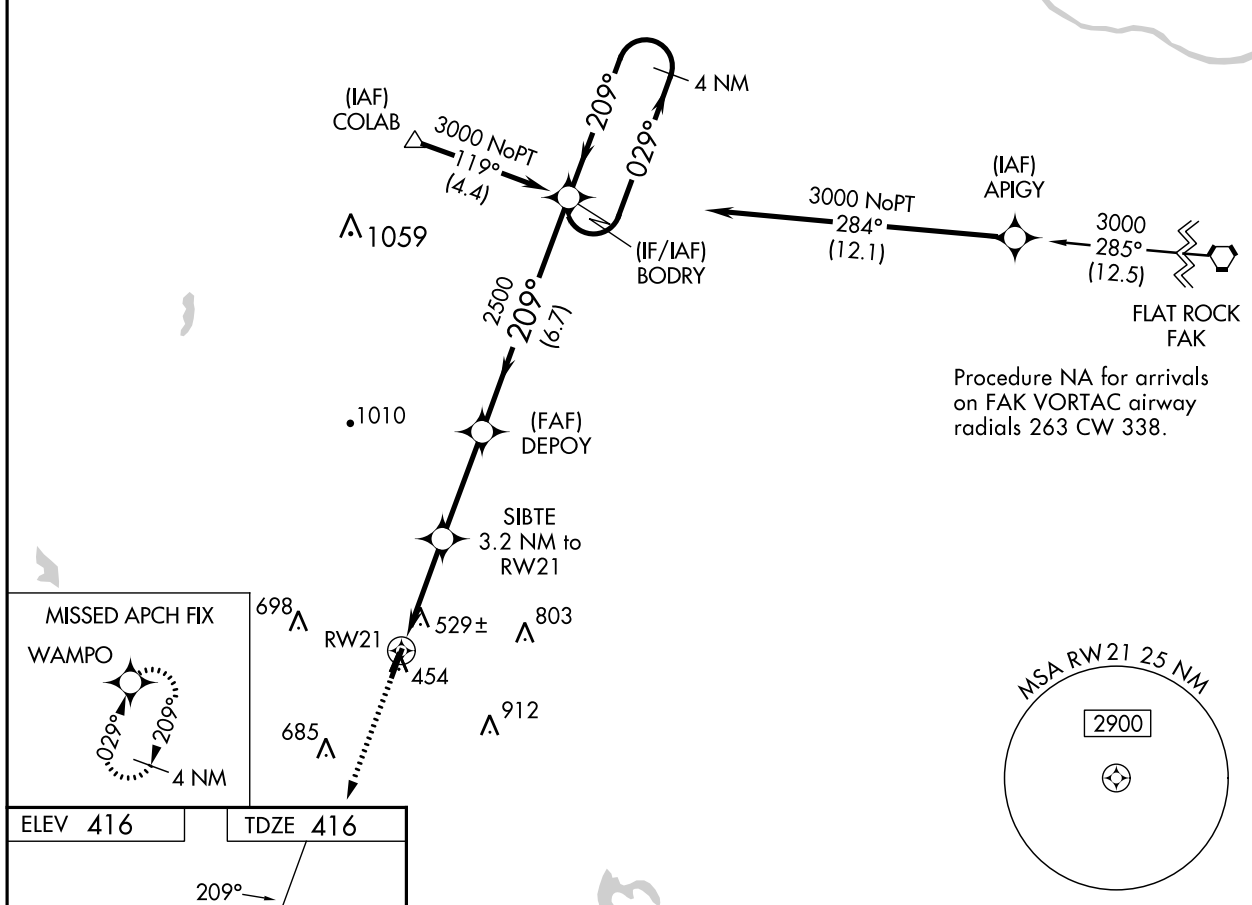 4 NM
209°
029°
(IAF)
COLAB
3000 NoPT
119°
(4.4)
(IAF)
APIGY
3000 NoPT
284°
(12.1)
3000
285°
(12.5)
1059
(IF/IAF)
BODRY
FLAT ROCK
FAK
2500
209°
(6.7)
Procedure NA for arrivals
on FAK VORTAC airway
radials 263 CW 338.
1010
(FAF)
DEPOY
SIBTE
3.2 NM to
RW21
MISSED APCH FIX
WAMPO
029°
209°
4 NM
698
529±
803
RW21
454
912
685
MSA RW21 25 NM
2900
ELEV 416
TDZE 416
209°